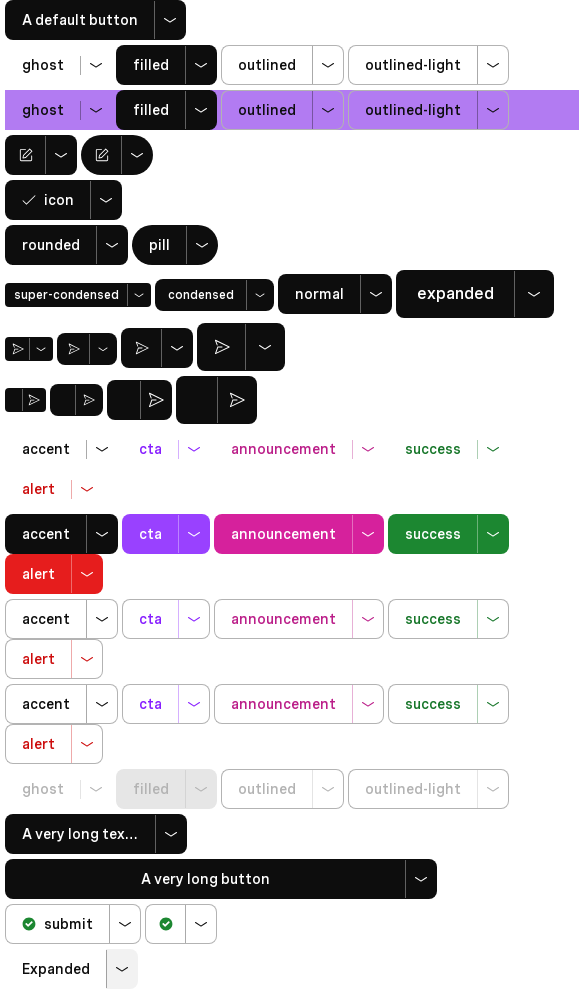 A default button
ghost filled outlined outlined-light
ghost filled outlined outlined-light
icon
rounded pill
super-condensed condensed normal expanded
accent cta announcement success
alert
accent cta announcement success
alert
accent cta announcement success
alert
accent cta announcement success
alert
ghost filled outlined outlined-light
A very long tex...
A very long button
submit
Expanded